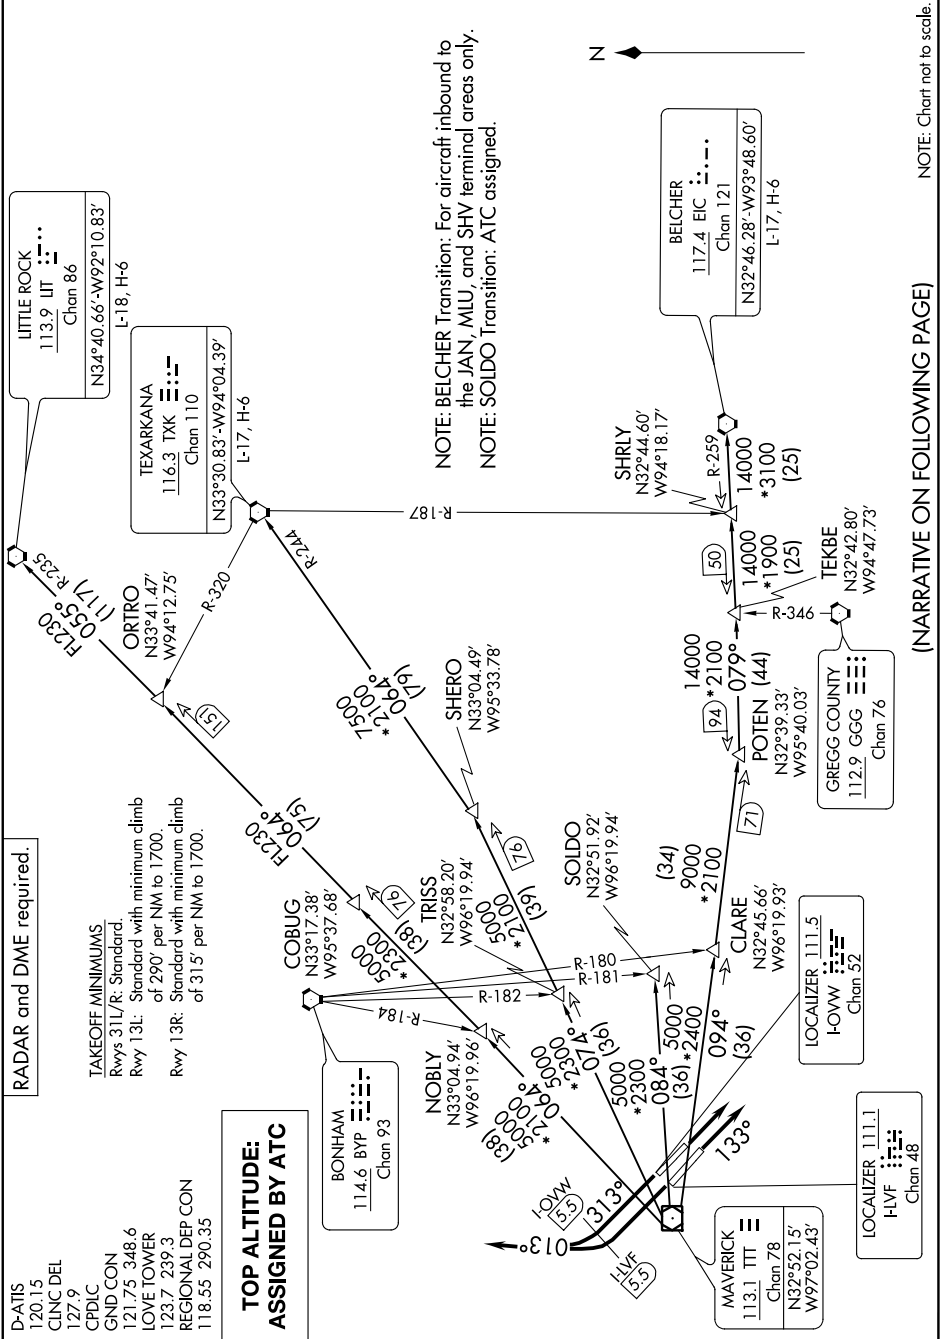 RADAR and DME required.
D-ATIS
120.15
CLNC DEL
127.9
CPDLC
GND CON
121.75 348.6
LOVE TOWER
123.7 239.3
REGIONAL DEP CON
118.55 290.35
TAKEOFF MINIMUMS
Rwys 31L/R: Standard.
Rwy 13L: Standard with minimum climb
of 290' per NM to 1700.
Rwy 13R: Standard with minimum climb
of 315' per NM to 1700.
TOP ALTITUDE:
ASSIGNED BY ATC
LITTLE ROCK
113.9 LIT
Chan 86
N34°40.66'-W92°10.83'
L-18, H-6
TEXARKANA
116.3 TXK
Chan 110
N33°30.83'-W94°04.39'
L-17, H-6
NOTE: BELCHER Transition: For aircraft inbound to
the JAN, MLU, and SHV terminal areas only.
NOTE: SOLDO Transition: ATC assigned.
N
BELCHER
117.4 EIC
Chan 121
N32°46.28'-W93°48.60'
L-17, H-6
R-235
FL230
055°
(117)
ORTRO
N33°41.47'
W94°12.75'
R-320
151
FL230
064°
(75)
COBUG
N33°17.38'
W95°37.68'
76
5000
*2300
(38)
NOBLY
N33°04.94'
W96°19.96'
(38)
5000
*2100
064°
BONHAM
114.6 BYP
Chan 93
R-184
R-182
R-181
R-180
R-244
7500
*2100
064°
(79)
SHERO
N33°04.49'
W95°33.78'
76
5000
*2100
(39)
TRISS
N32°58.20'
W96°19.94'
5000
*2300
074°
(36)
SOLDO
N32°51.92'
W96°19.94'
5000
*2300
084°
(36)
R-187
SHRLY
N32°44.60'
W94°18.17'
R-259
14000
*3100
(25)
50
14000
*1900
(25)
TEKBE
N32°42.80'
W94°47.73'
R-346
GREGG COUNTY
112.9 GGG
Chan 76
14000
*2100
079°
(44)
94
POTEN
N32°39.33'
W95°40.03'
71
(34)
9000
*2100
CLARE
N32°45.66'
W96°19.93'
5000
*2400
094°
(36)
LOCALIZER 111.5
I-OVW
Chan 52
LOCALIZER 111.1
I-LVF
Chan 48
133°
313°
013°
I-OVW
5.5
I-LVF
5.5
MAVERICK
113.1 TTT
Chan 78
N32°52.15'
W97°02.43'
(NARRATIVE ON FOLLOWING PAGE)
NOTE: Chart not to scale.